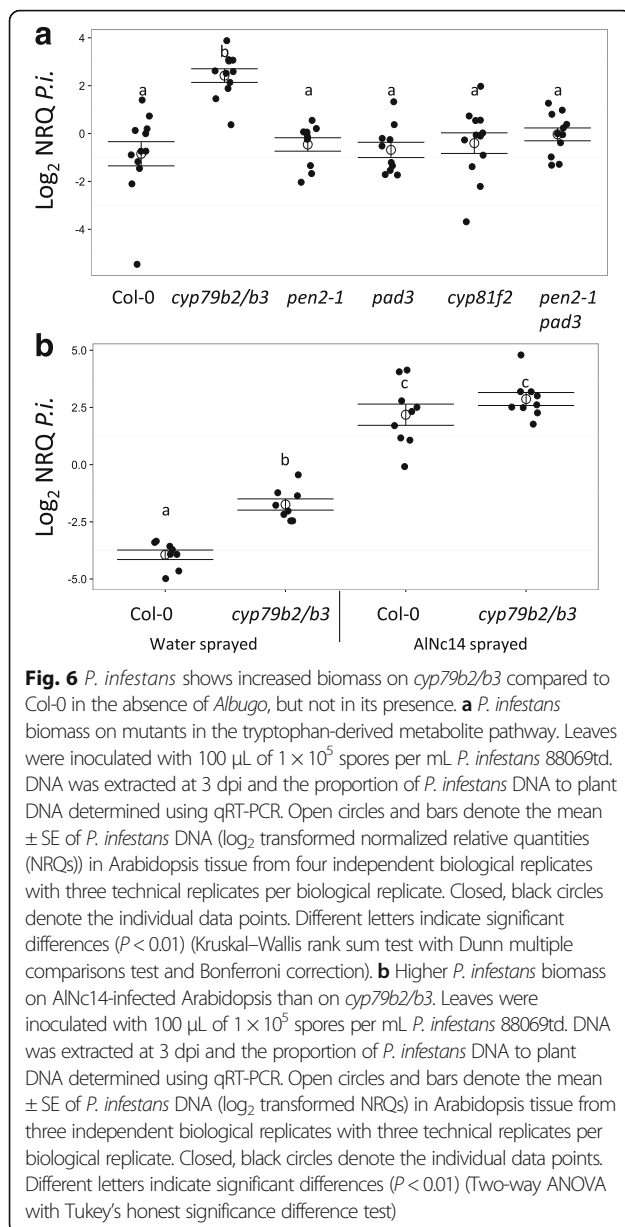 a
Log₂ NRQ P.i.
4
2
0
-2
-4
a
b
a
a
a
a
Col-0 cyp79b2/b3 pen2-1 pad3 cyp81f2 pen2-1
pad3
b
Log₂ NRQ P.i.
5.0
2.5
0.0
-2.5
-5.0
a
b
c
c
Col-0 cyp79b2/b3 Col-0 cyp79b2/b3
Water sprayed AlNc14 sprayed
Fig. 6 P. infestans shows increased biomass on cyp79b2/b3 compared to
Col-0 in the absence of Albugo, but not in its presence. a P. infestans
biomass on mutants in the tryptophan-derived metabolite pathway. Leaves
were inoculated with 100 μL of 1 × 10⁵ spores per mL P. infestans 88069td.
DNA was extracted at 3 dpi and the proportion of P. infestans DNA to plant
DNA determined using qRT-PCR. Open circles and bars denote the mean
± SE of P. infestans DNA (log₂ transformed normalized relative quantities
(NRQs)) in Arabidopsis tissue from four independent biological replicates
with three technical replicates per biological replicate. Closed, black circles
denote the individual data points. Different letters indicate significant
differences (P < 0.01) (Kruskal–Wallis rank sum test with Dunn multiple
comparisons test and Bonferroni correction). b Higher P. infestans biomass
on AlNc14-infected Arabidopsis than on cyp79b2/b3. Leaves were
inoculated with 100 μL of 1 × 10⁵ spores per mL P. infestans 88069td. DNA
was extracted at 3 dpi and the proportion of P. infestans DNA to plant
DNA determined using qRT-PCR. Open circles and bars denote the mean
± SE of P. infestans DNA (log₂ transformed NRQs) in Arabidopsis tissue from
three independent biological replicates with three technical replicates per
biological replicate. Closed, black circles denote the individual data points.
Different letters indicate significant differences (P < 0.01) (Two-way ANOVA
with Tukey's honest significance difference test)